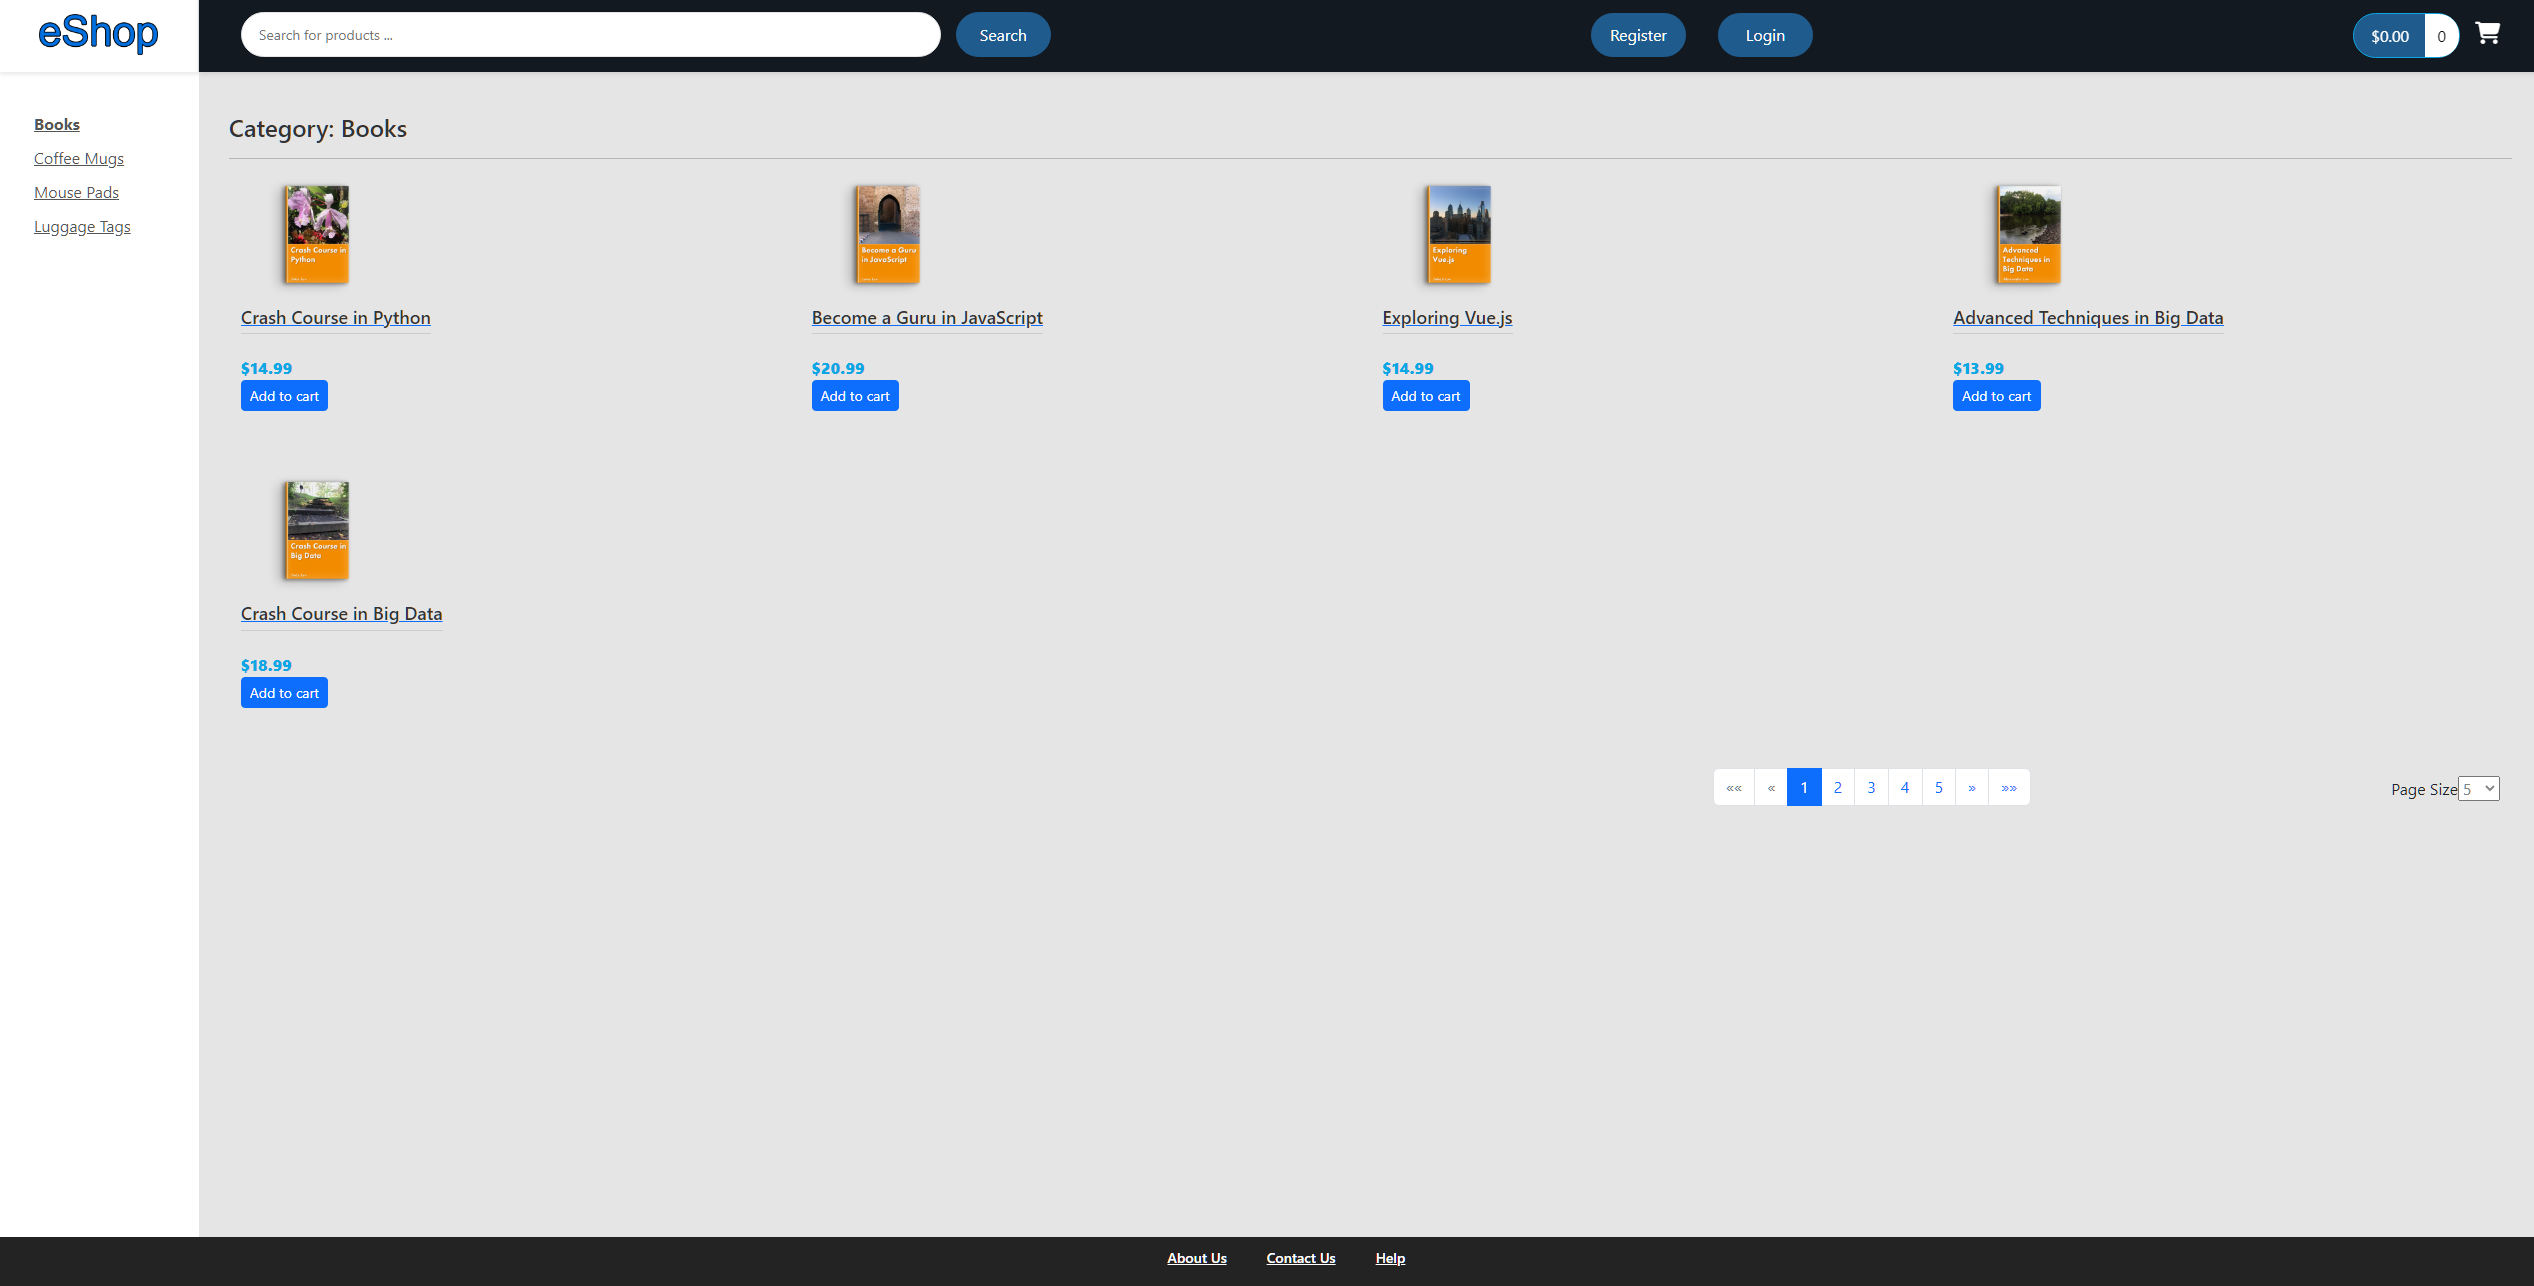 eShop
Search for products ...
Search
Register
Login
$0.00
0
Books
Coffee Mugs
Mouse Pads
Luggage Tags
Category: Books
Crash Course in
Python
Become a Guru
in JavaScript
Exploring
Vue.js
Advanced
Techniques in
Big Data
Crash Course in Python
Become a Guru in JavaScript
Exploring Vue.js
Advanced Techniques in Big Data
$14.99
$20.99
$14.99
$13.99
Add to cart
Add to cart
Add to cart
Add to cart
Crash Course in
Big Data
Crash Course in Big Data
$18.99
Add to cart
«« « 1 2 3 4 5 » »»
Page Size 5
About Us
Contact Us
Help